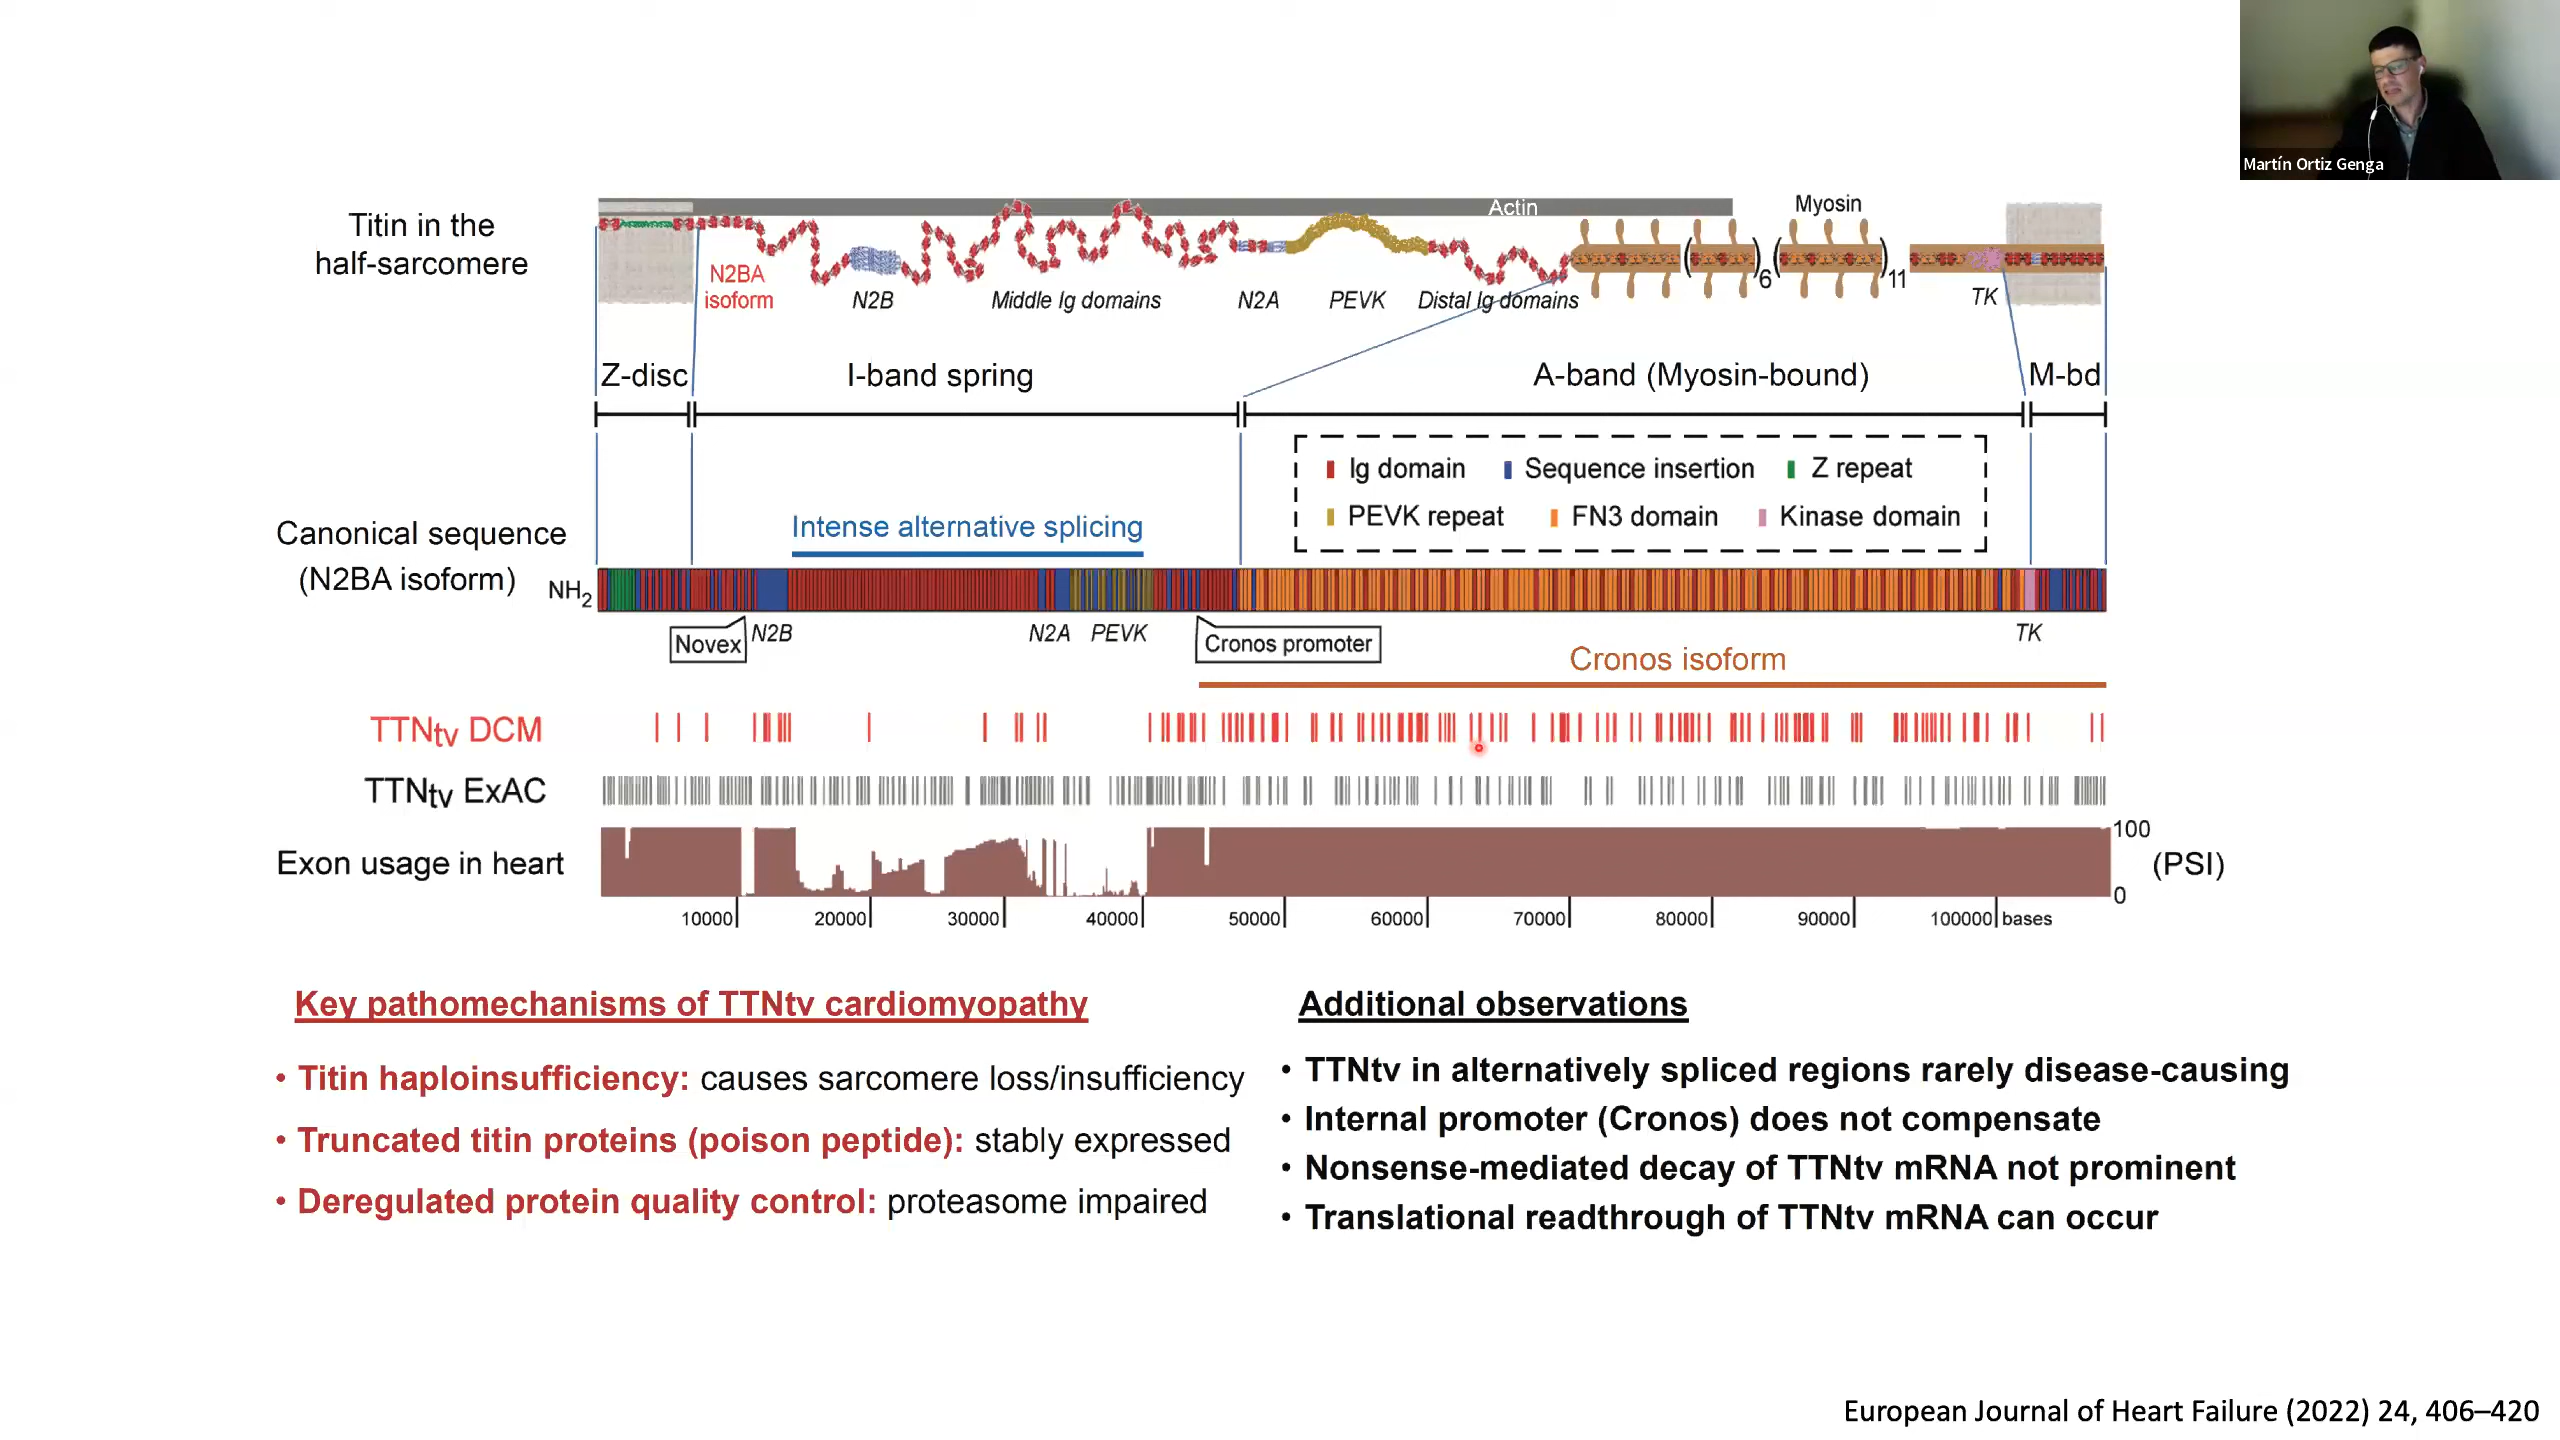 Martín Ortiz Genga
Titin in the
half-sarcomere
Actin
Myosin
N2BA
isoform
N2B
Middle Ig domains
N2A
PEVK
Distal Ig domains
6
11
TK
Z-disc
I-band spring
A-band (Myosin-bound)
M-bd
Ig domain
Sequence insertion
Z repeat
PEVK repeat
FN3 domain
Kinase domain
Canonical sequence
(N2BA isoform)
Intense alternative splicing
NH2
Novex
N2B
N2A
PEVK
Cronos promoter
TK
Cronos isoform
TTNtv DCM
TTNtv ExAC
Exon usage in heart
100
(PSI)
0
10000
20000
30000
40000
50000
60000
70000
80000
90000
100000
bases
Key pathomechanisms of TTNtv cardiomyopathy
• Titin haploinsufficiency: causes sarcomere loss/insufficiency
• Truncated titin proteins (poison peptide): stably expressed
• Deregulated protein quality control: proteasome impaired
Additional observations
• TTNtv in alternatively spliced regions rarely disease-causing
• Internal promoter (Cronos) does not compensate
• Nonsense-mediated decay of TTNtv mRNA not prominent
• Translational readthrough of TTNtv mRNA can occur
European Journal of Heart Failure (2022) 24, 406–420